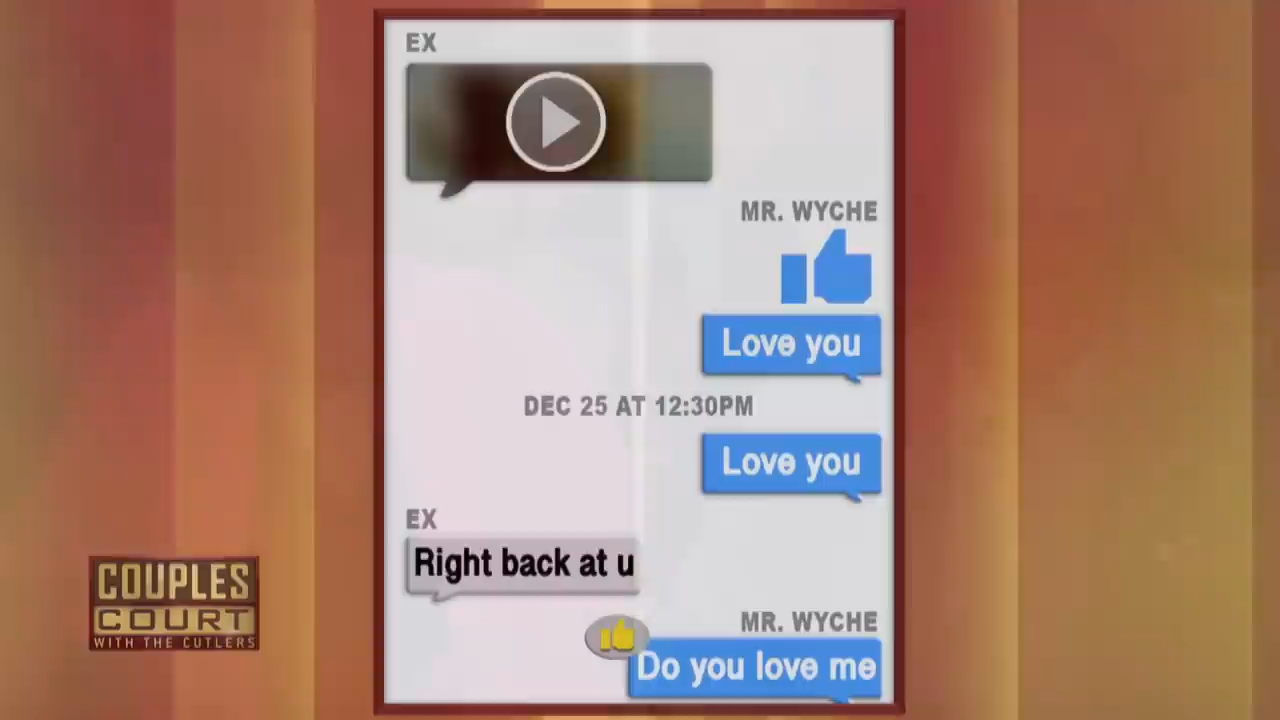 EX
MR. WYCHE
Love you
DEC 25 AT 12:30PM
Love you
EX
Right back at u
MR. WYCHE
Do you love me
COUPLES
COURT
WITH THE CUTLERS